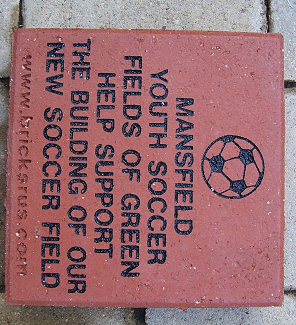 MANSFIELD
YOUTH SOCCER
FIELDS OF GREEN
HELP SUPPORT
THE BUILDING OF OUR
NEW SOCCER FIELD
www.bricksrus.com